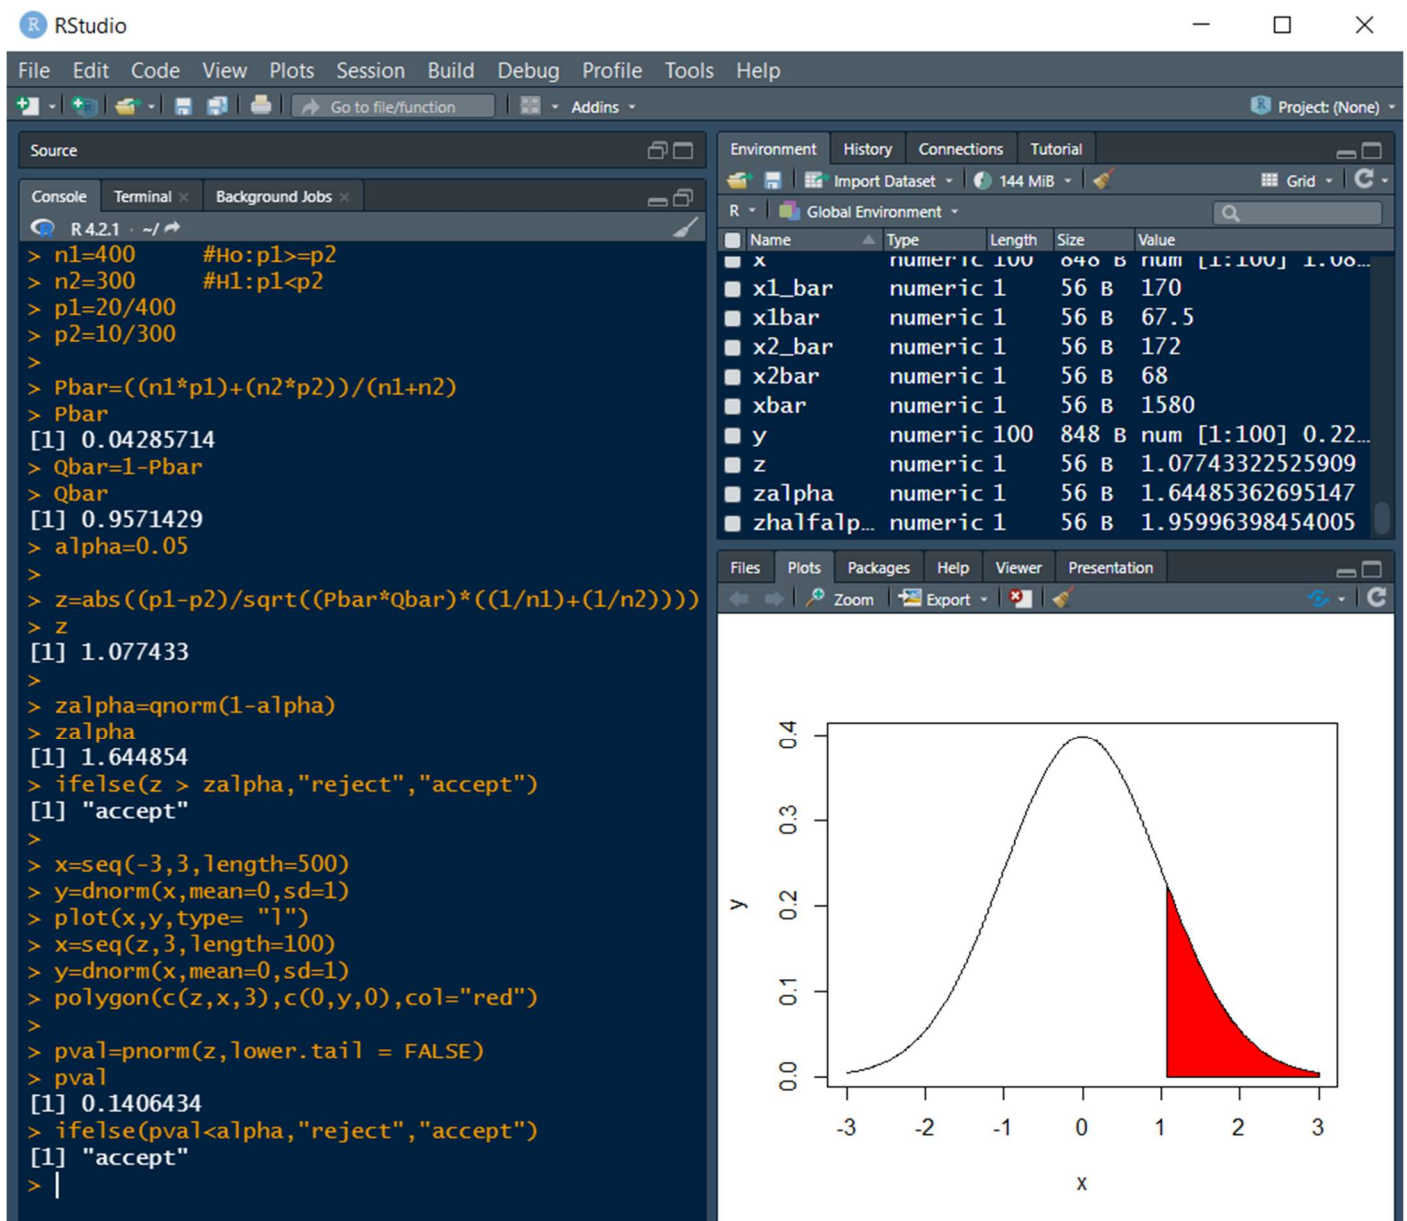 RStudio
File Edit Code View Plots Session Build Debug Profile Tools Help
Go to file/function Addins Project: (None)
Source
Console Terminal Background Jobs
R 4.2.1 · ~/
> n1=400 #Ho:p1>=p2
> n2=300 #H1:p1<p2
> p1=20/400
> p2=10/300
>
> Pbar=((n1*p1)+(n2*p2))/(n1+n2)
> Pbar
[1] 0.04285714
> Qbar=1-Pbar
> Qbar
[1] 0.9571429
> alpha=0.05
>
> z=abs((p1-p2)/sqrt((Pbar*Qbar)*((1/n1)+(1/n2))))
> z
[1] 1.077433
>
> zalpha=qnorm(1-alpha)
> zalpha
[1] 1.644854
> ifelse(z > zalpha,"reject","accept")
[1] "accept"
>
> x=seq(-3,3,length=500)
> y=dnorm(x,mean=0,sd=1)
> plot(x,y,type= "l")
> x=seq(z,3,length=100)
> y=dnorm(x,mean=0,sd=1)
> polygon(c(z,x,3),c(0,y,0),col="red")
>
> pval=pnorm(z,lower.tail = FALSE)
> pval
[1] 0.1406434
> ifelse(pval<alpha,"reject","accept")
[1] "accept"
>
Environment History Connections Tutorial
Import Dataset 144 MiB Grid
R Global Environment
Name Type Length Size Value
x numeric 100 848 B num [1:100] 1.08...
x1_bar numeric 1 56 B 170
x1bar numeric 1 56 B 67.5
x2_bar numeric 1 56 B 172
x2bar numeric 1 56 B 68
xbar numeric 1 56 B 1580
y numeric 100 848 B num [1:100] 0.22...
z numeric 1 56 B 1.07743322525909
zalpha numeric 1 56 B 1.64485362695147
zhalfalp... numeric 1 56 B 1.95996398454005
Files Plots Packages Help Viewer Presentation
Zoom Export
0.4
0.3
0.2
0.1
0.0
y
-3 -2 -1 0 1 2 3
x